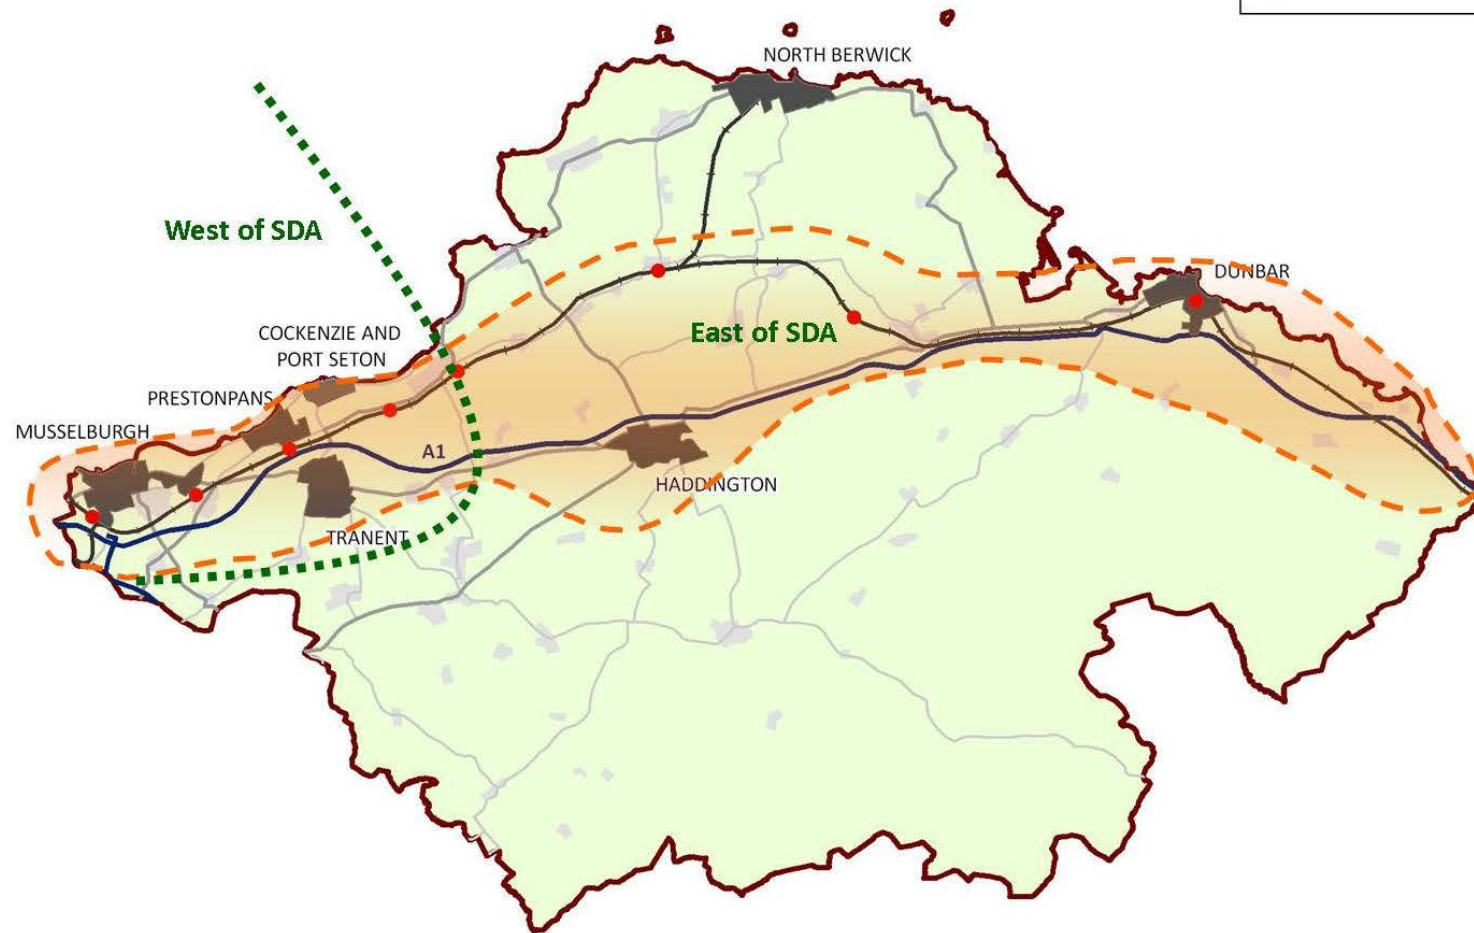 NORTH BERWICK
West of SDA
DUNBAR
COCKENZIE AND
PORT SETON
East of SDA
PRESTONPANS
MUSSELBURGH
A1
HADDINGTON
TRANENT